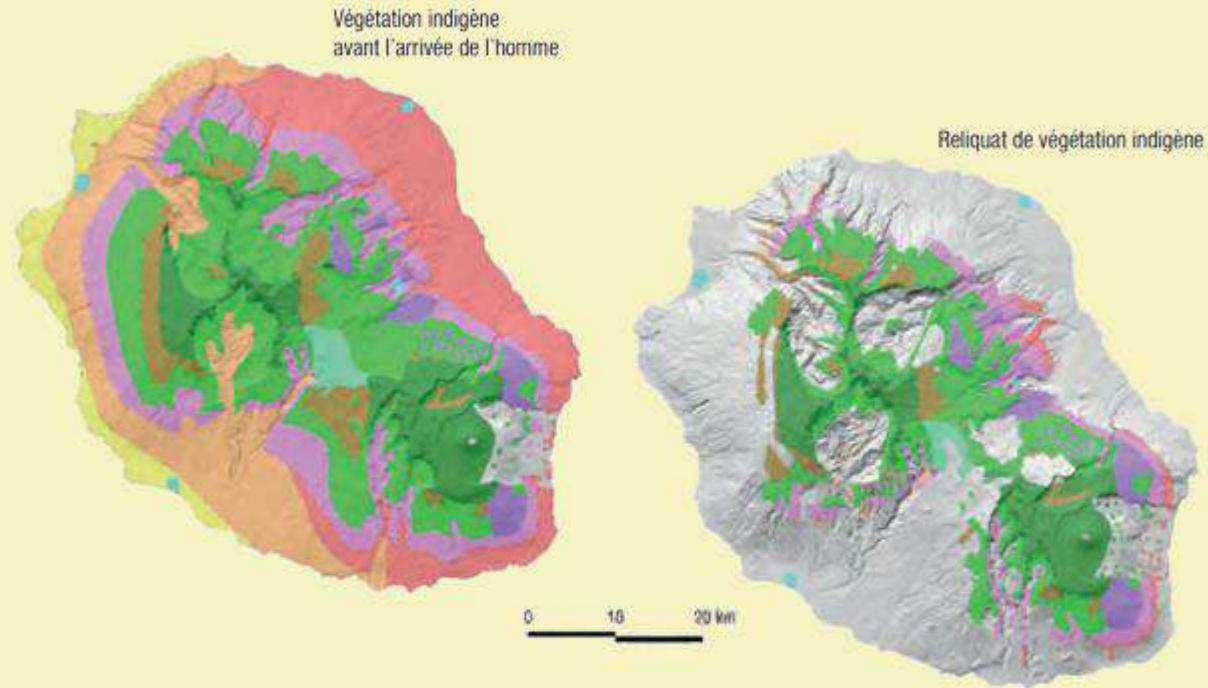 Végétation indigène
avant l'arrivée de l'homme
Reliquat de végétation indigène
0 10 20 km